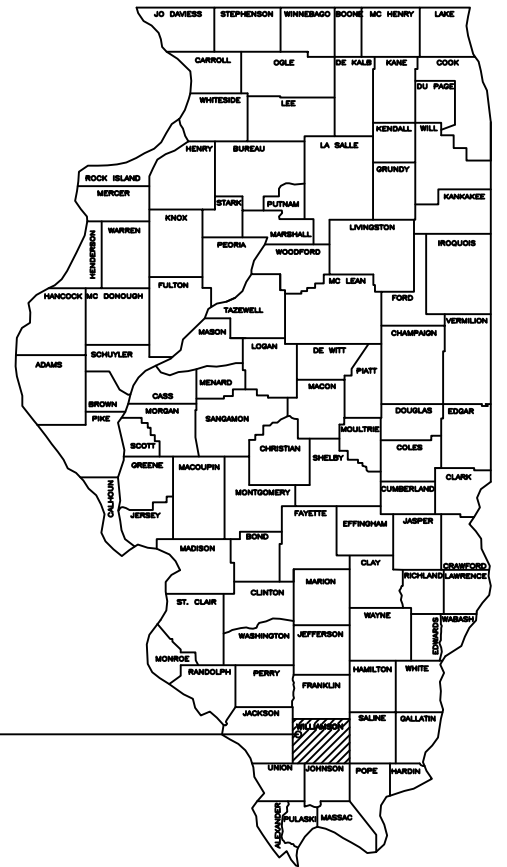 JO DAVIESS STEPHENSON WINNEBAGO BOONE MC HENRY LAKE
CARROLL OGLE DE KALB KANE COOK
DU PAGE
WHITESIDE LEE
KENDALL WILL
HENRY BUREAU LA SALLE
GRUNDY
ROCK ISLAND
MERCER
STARK PUTNAM KANKAKEE
KNOX
HENDERSON WARREN MARSHALL LIVINGSTON
PEORIA WOODFORD IROQUOIS
FULTON MC LEAN
HANCOCK MC DONOUGH FORD
TAZEWELL VERMILION
MASON CHAMPAIGN
LOGAN DE WITT
SCHUYLER
ADAMS PIATT
MENARD MACON
CASS
BROWN MORGAN DOUGLAS EDGAR
PIKE SANGAMON
MOULTRIE
SCOTT CHRISTIAN COLES
SHELBY
GREENE MACOUPIN
CLARK
CALHOUN MONTGOMERY CUMBERLAND
JERSEY FAYETTE
EFFINGHAM JASPER
BOND
MADISON
CLAY CRAWFORD
MARION RICHLAND LAWRENCE
CLINTON
ST. CLAIR WAYNE WABASH
WASHINGTON JEFFERSON EDWARDS
MONROE
RANDOLPH PERRY HAMILTON WHITE
FRANKLIN
JACKSON SALINE GALLATIN
WILLIAMSON
UNION JOHNSON POPE HARDIN
ALEXANDER PULASKI MASSAC